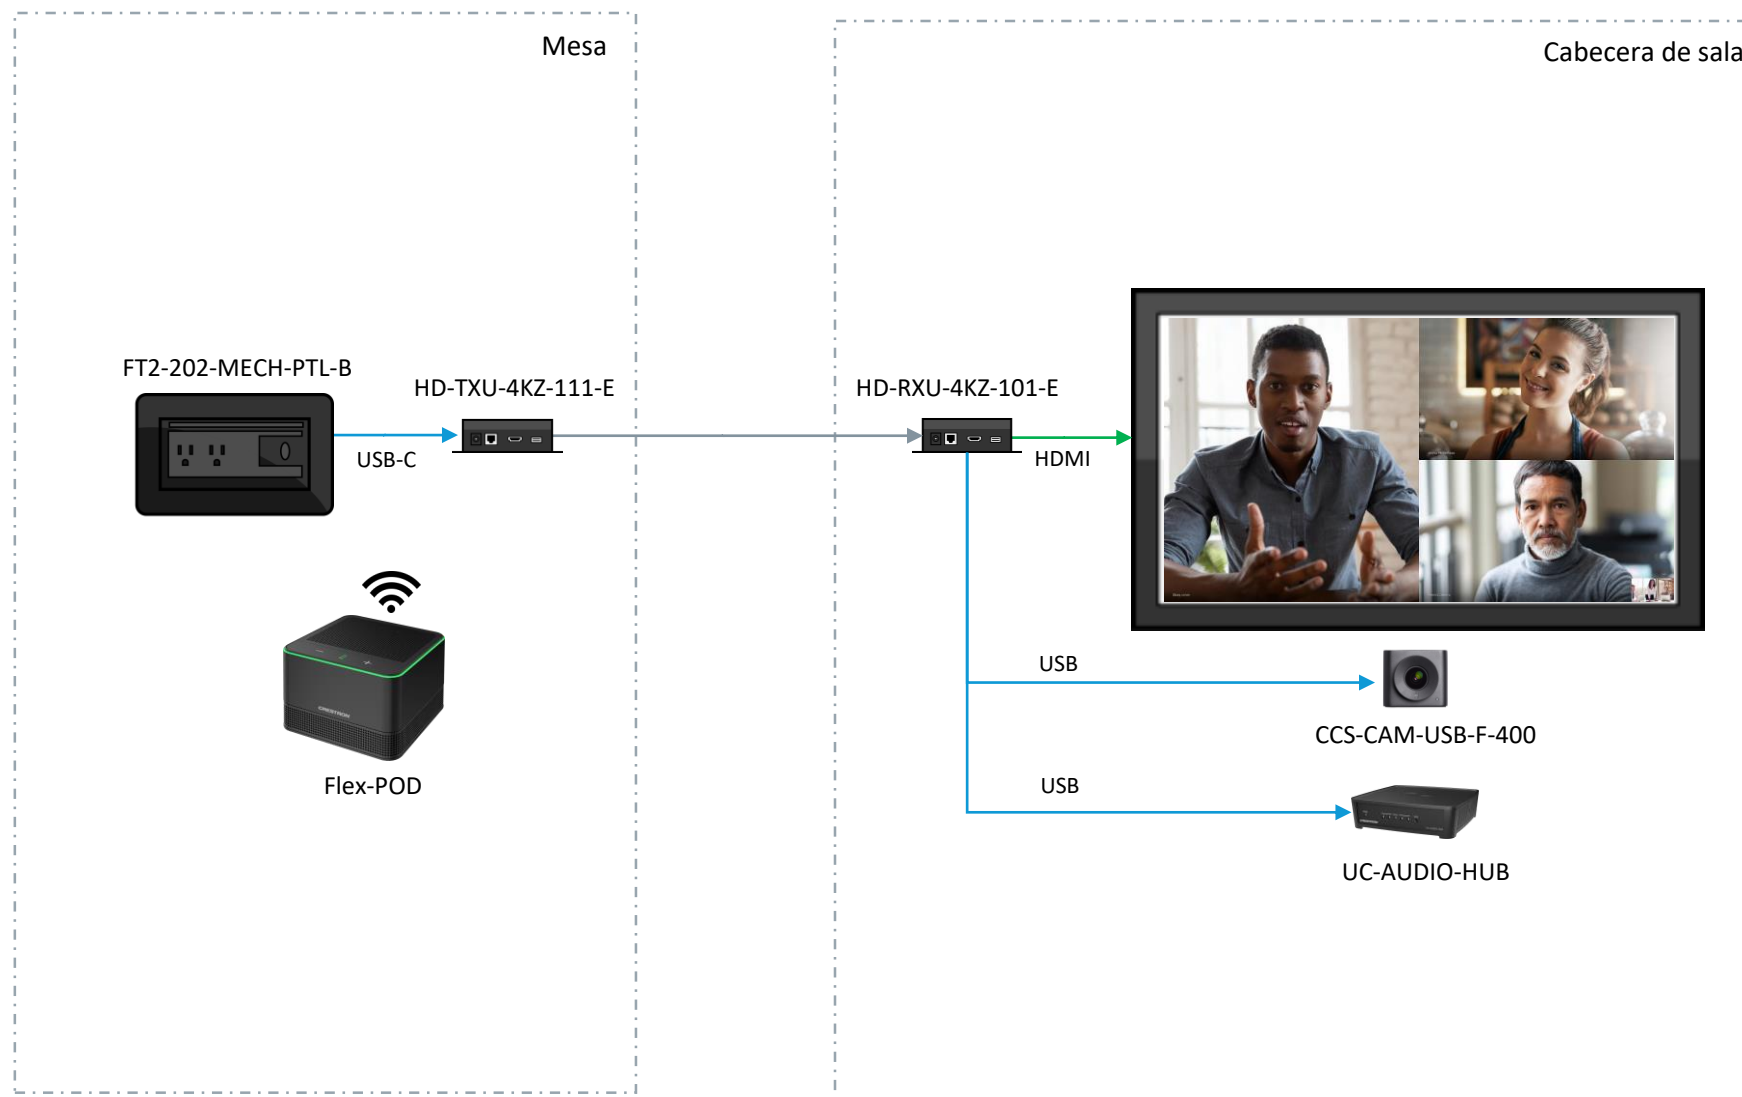 Mesa
Cabecera de sala
FT2-202-MECH-PTL-B
HD-TXU-4KZ-111-E
HD-RXU-4KZ-101-E
USB-C
HDMI
USB
CCS-CAM-USB-F-400
CRESTRON
Flex-POD
USB
UC-AUDIO-HUB